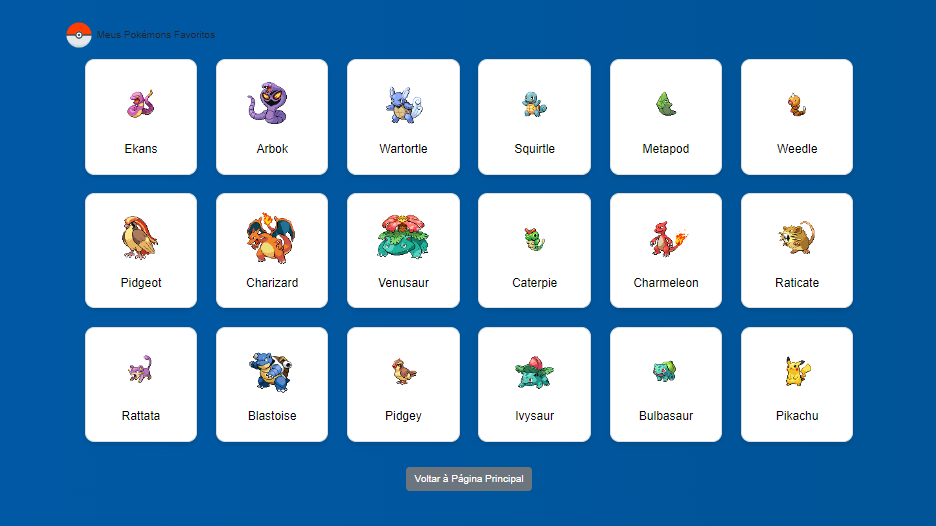 Meus Pokémons Favoritos
Ekans
Arbok
Wartortle
Squirtle
Metapod
Weedle
Pidgeot
Charizard
Venusaur
Caterpie
Charmeleon
Raticate
Rattata
Blastoise
Pidgey
Ivysaur
Bulbasaur
Pikachu
Voltar à Página Principal